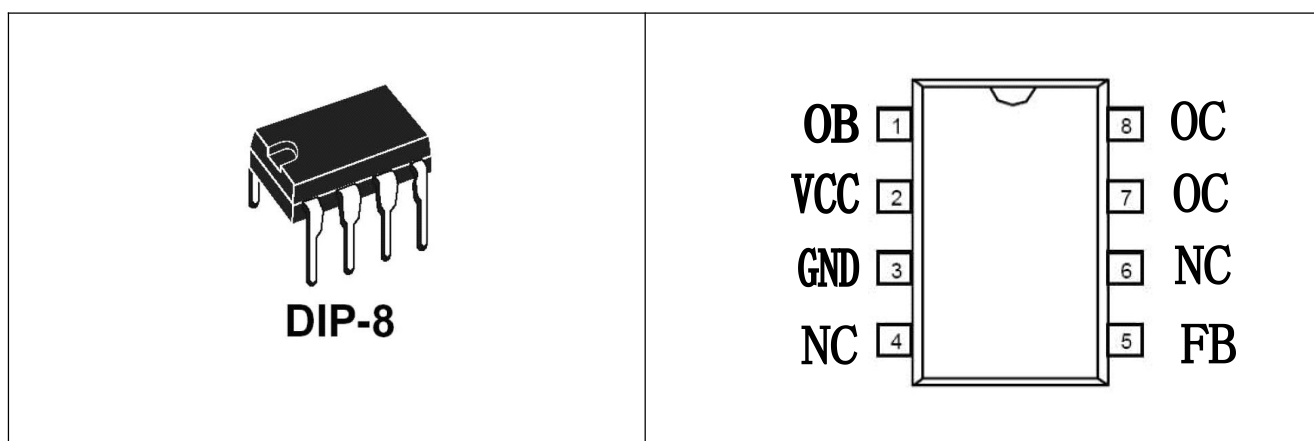 DIP-8
OB 1 8 OC
VCC 2 7 OC
GND 3 6 NC
NC 4 5 FB